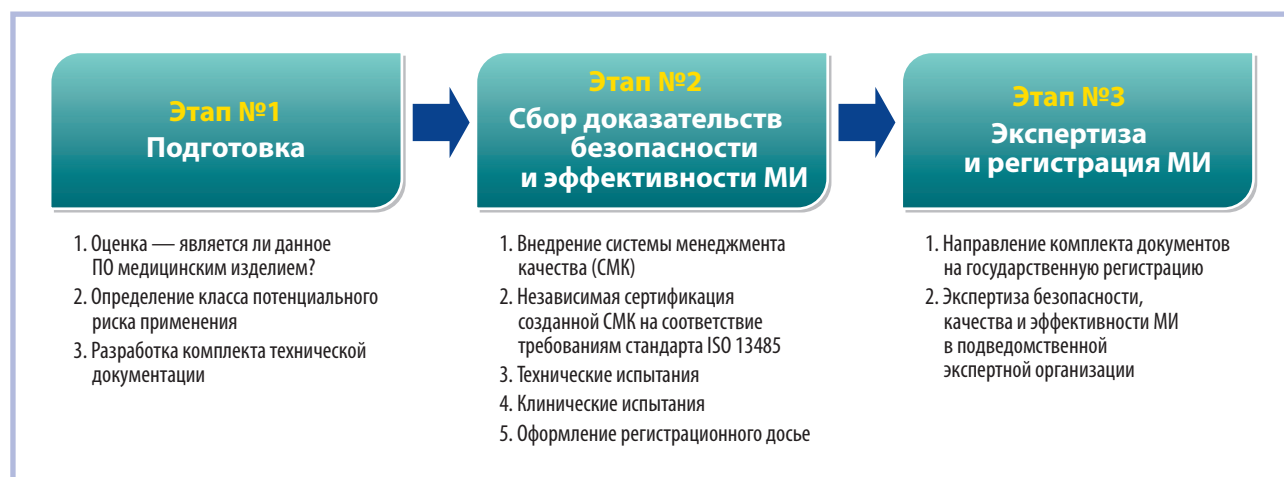 Этап №1
Подготовка
1. Оценка — является ли данное
ПО медицинским изделием?
2. Определение класса потенциального
риска применения
3. Разработка комплекта технической
документации
Этап №2
Сбор доказательств
безопасности
и эффективности МИ
1. Внедрение системы менеджмента
качества (СМК)
2. Независимая сертификация
созданной СМК на соответствие
требованиям стандарта ISO 13485
3. Технические испытания
4. Клинические испытания
5. Оформление регистрационного досье
Этап №3
Экспертиза
и регистрация МИ
1. Направление комплекта документов
на государственную регистрацию
2. Экспертиза безопасности,
качества и эффективности МИ
в подведомственной
экспертной организации